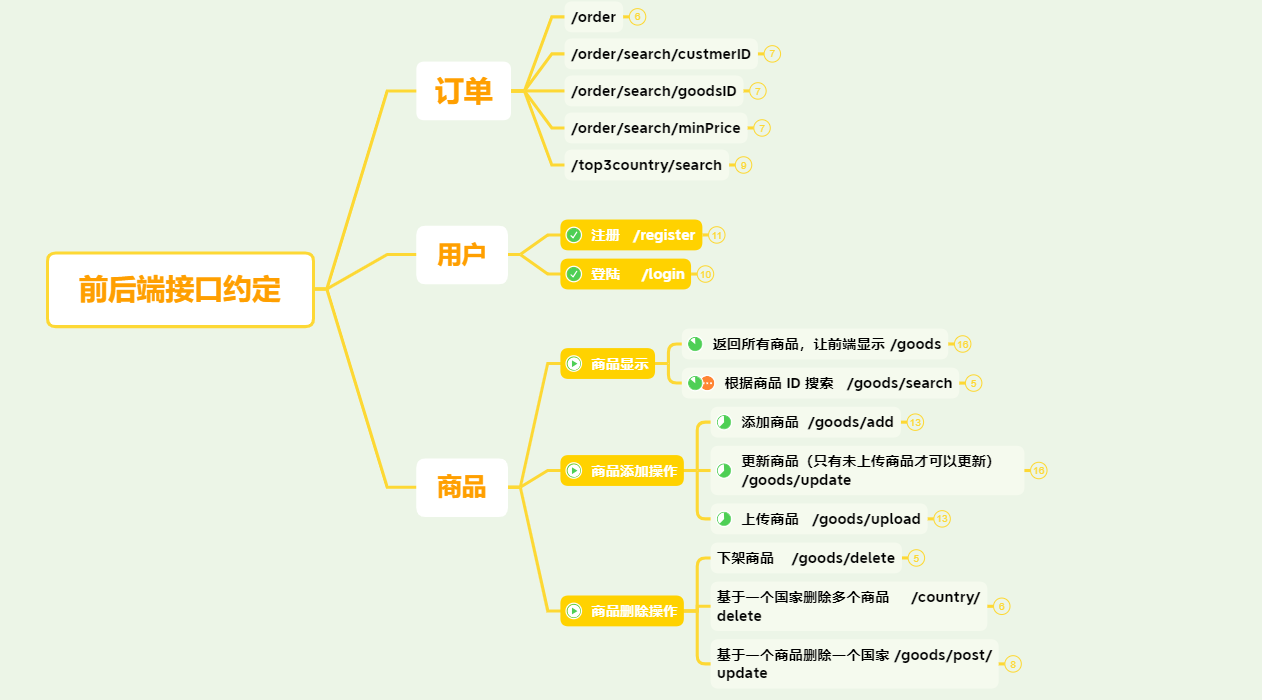 前后端接口约定
订单
/order 6
/order/search/custmerID 7
/order/search/goodsID 7
/order/search/minPrice 7
/top3country/search 9
用户
注册 /register 11
登陆 /login 10
商品
商品显示
返回所有商品，让前端显示 /goods 16
根据商品 ID 搜索 /goods/search 5
商品添加操作
添加商品 /goods/add 13
更新商品（只有未上传商品才可以更新）
/goods/update 16
上传商品 /goods/upload 13
商品删除操作
下架商品 /goods/delete 5
基于一个国家删除多个商品 /country/
delete 6
基于一个商品删除一个国家 /goods/post/
update 8